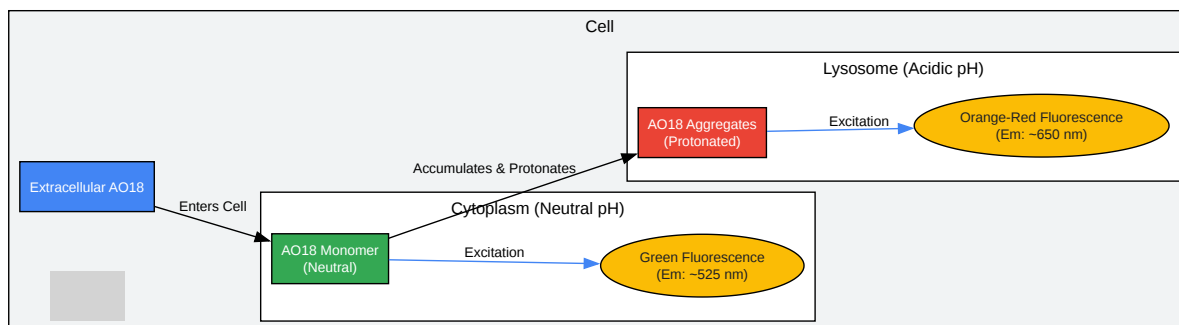 Cell
Lysosome (Acidic pH)
AO18 Aggregates
(Protonated)
Excitation
Orange-Red Fluorescence
(Em: ~650 nm)
Accumulates & Protonates
Extracellular AO18
Enters Cell
Cytoplasm (Neutral pH)
AO18 Monomer
(Neutral)
Excitation
Green Fluorescence
(Em: ~525 nm)